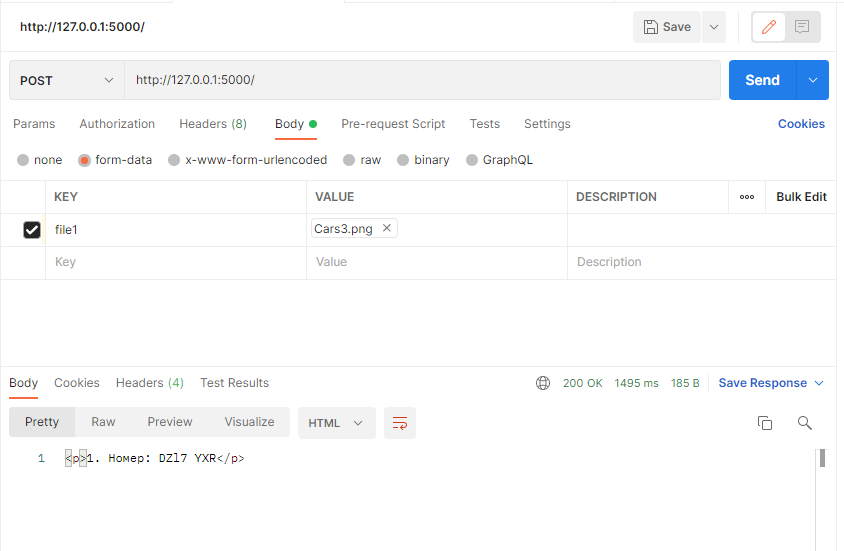 http://127.0.0.1:5000/
Save
POST
http://127.0.0.1:5000/
Send
Params Authorization Headers (8) Body Pre-request Script Tests Settings Cookies
none form-data x-www-form-urlencoded raw binary GraphQL
KEY VALUE DESCRIPTION Bulk Edit
file1 Cars3.png
Key Value Description
Body Cookies Headers (4) Test Results 200 OK 1495 ms 185 B Save Response
Pretty Raw Preview Visualize HTML
1 <p>1. Номер: DZl7 YXR</p>